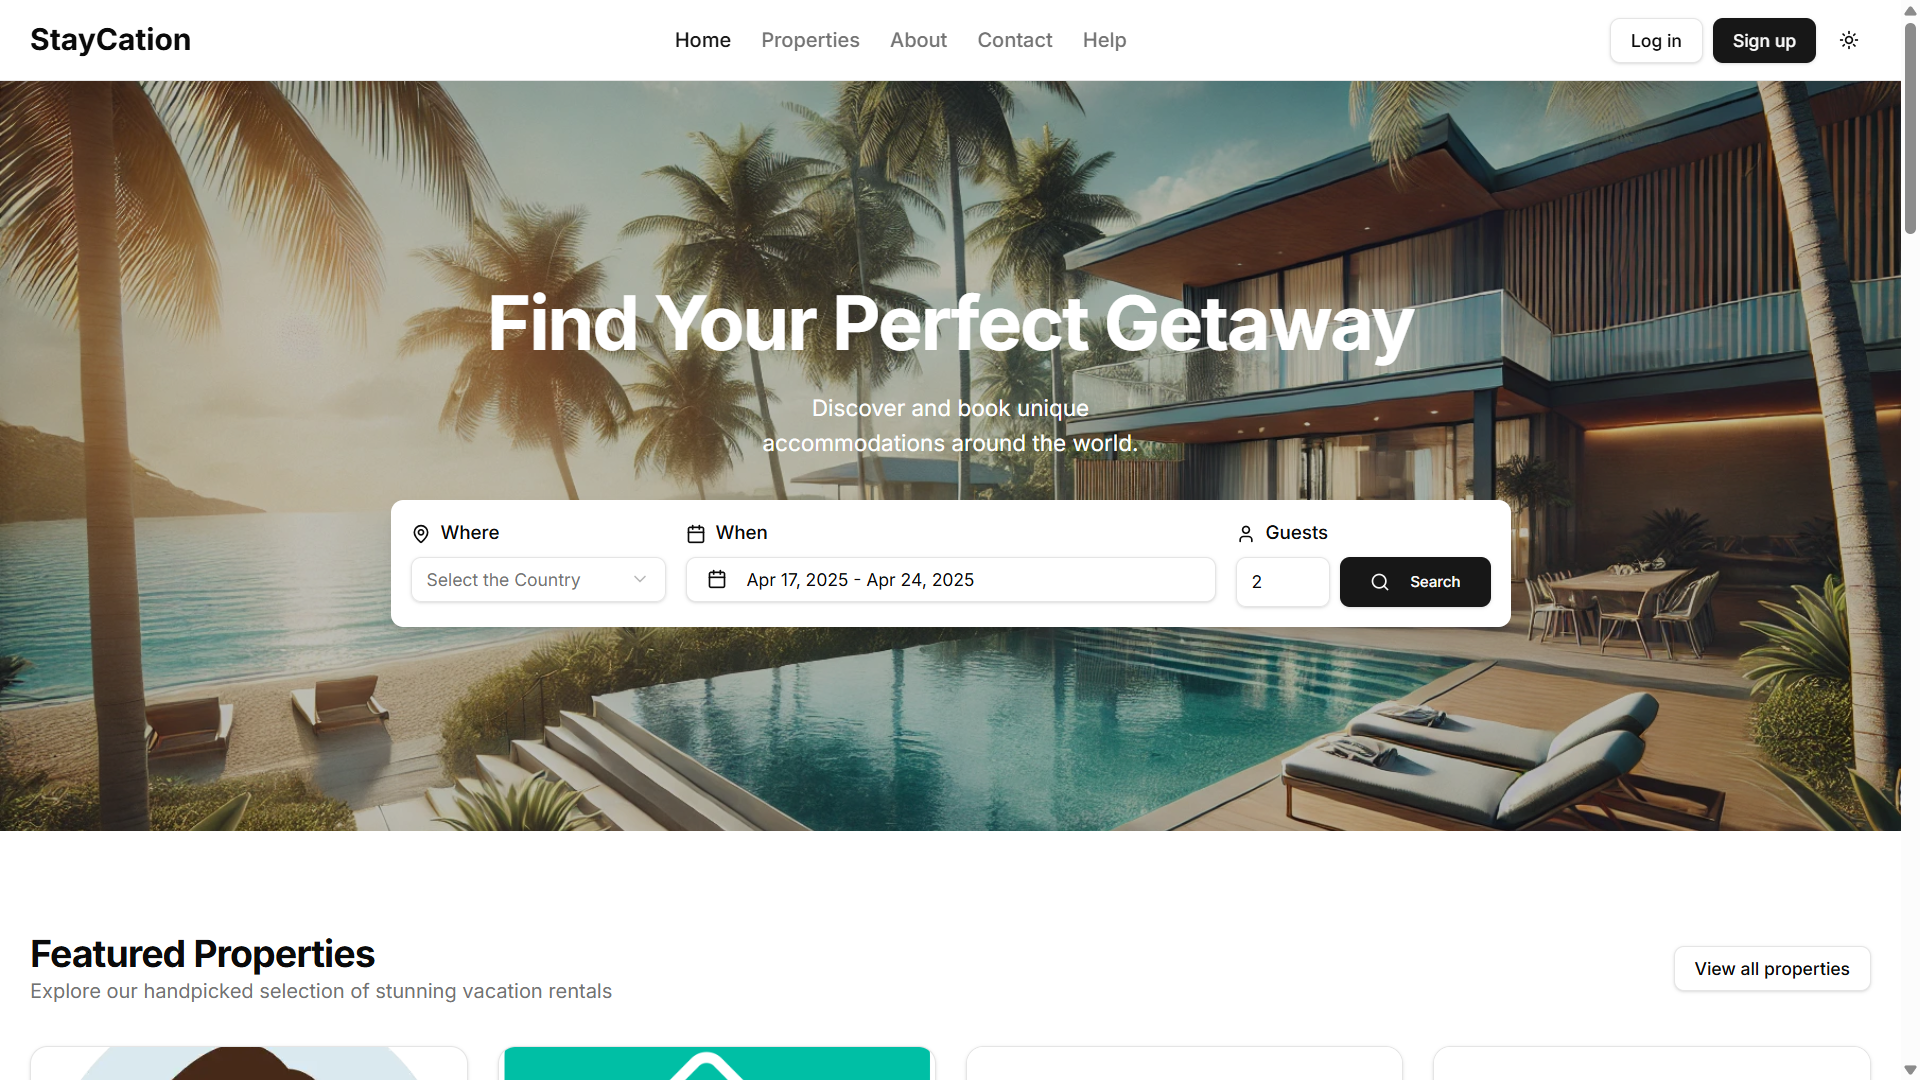 StayCation
Home
Properties
About
Contact
Help
Log in
Sign up
Find Your Perfect Getaway
Discover and book unique
accommodations around the world.
Where
When
Guests
Select the Country
Apr 17, 2025 - Apr 24, 2025
2
Search
Featured Properties
Explore our handpicked selection of stunning vacation rentals
View all properties